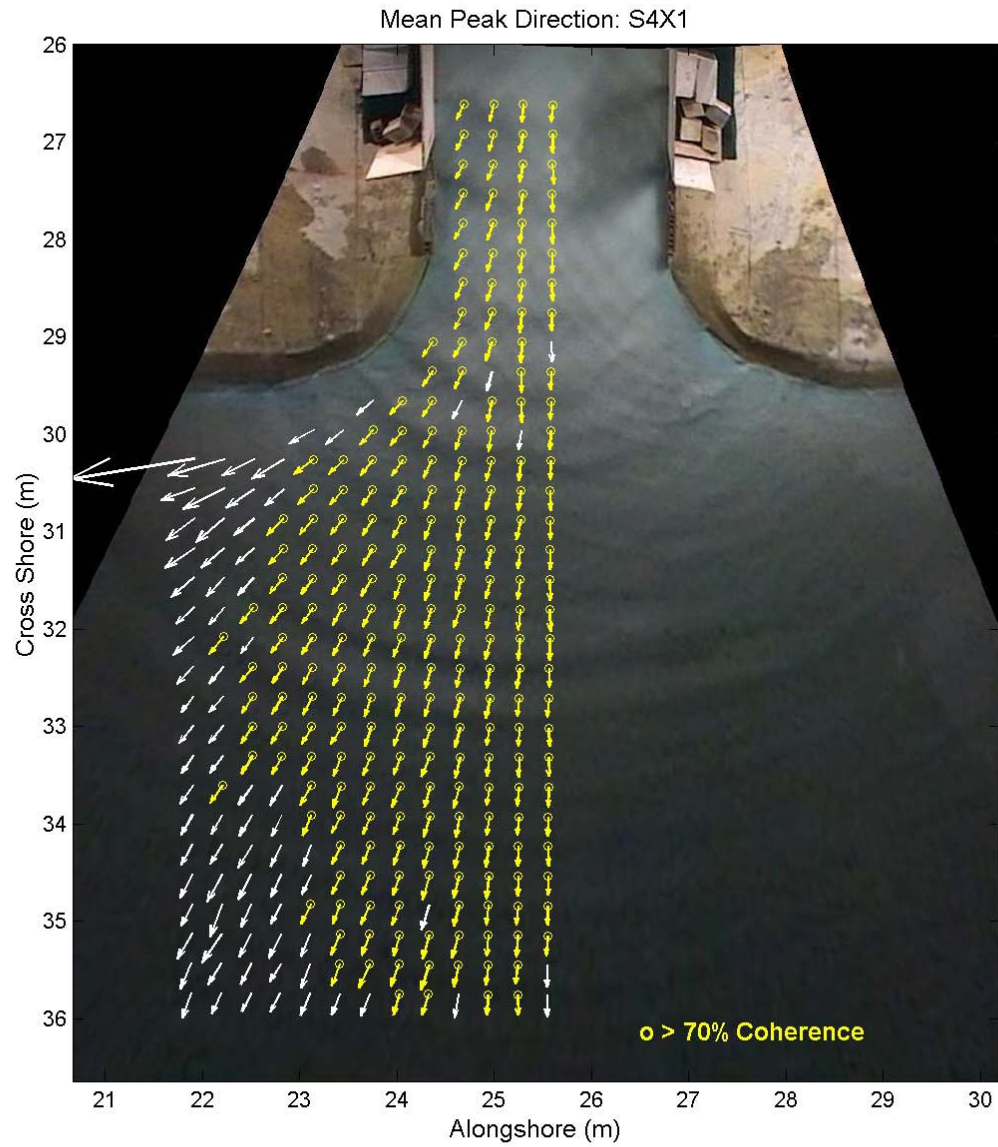 Mean Peak Direction: S4X1
26
27
28
29
30
31
32
33
34
35
36
Cross Shore (m)
o > 70% Coherence
21 22 23 24 25 26 27 28 29 30
Alongshore (m)